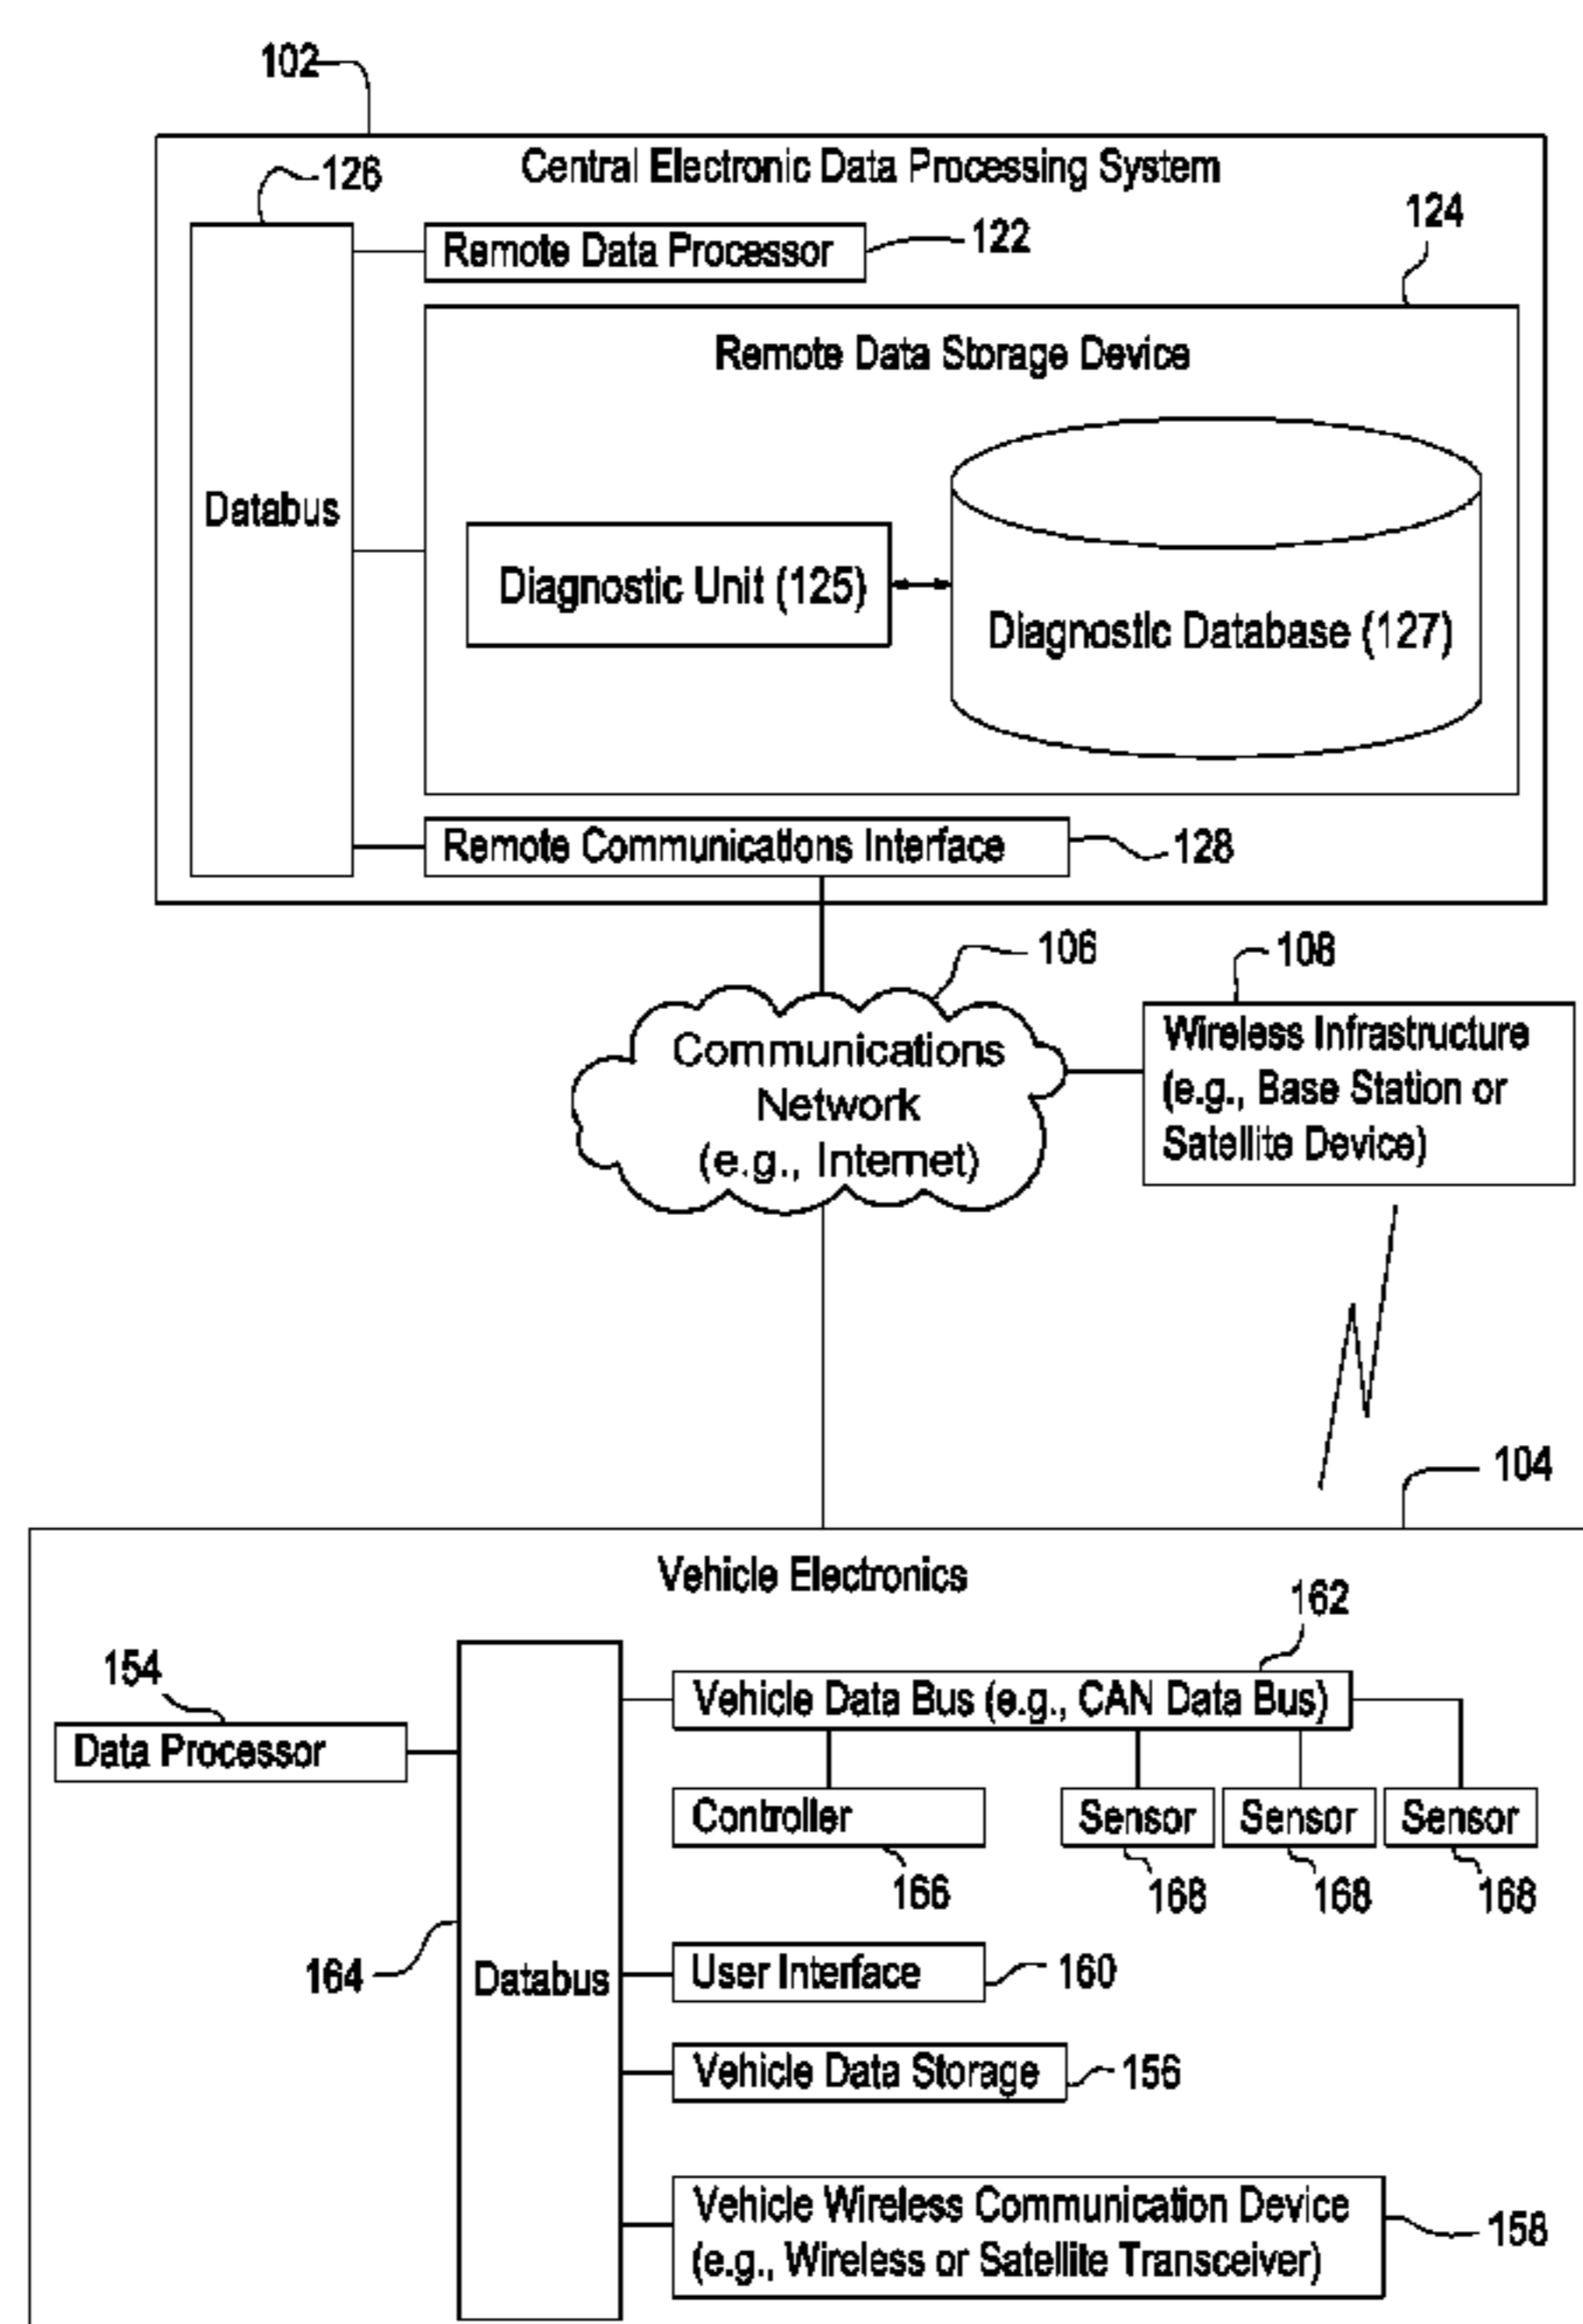 102
Central Electronic Data Processing System
126
Remote Data Processor
122
124
Remote Data Storage Device
Databus
Diagnostic Unit (125)
Diagnostic Database (127)
Remote Communications Interface
128
106
108
Communications
Network
(e.g., Internet)
Wireless Infrastructure
(e.g., Base Station or
Satellite Device)
104
Vehicle Electronics
162
154
Vehicle Data Bus (e.g., CAN Data Bus)
Data Processor
Controller
Sensor
Sensor
Sensor
166
168
168
168
164
Databus
User Interface
160
Vehicle Data Storage
156
Vehicle Wireless Communication Device
(e.g., Wireless or Satellite Transceiver)
158